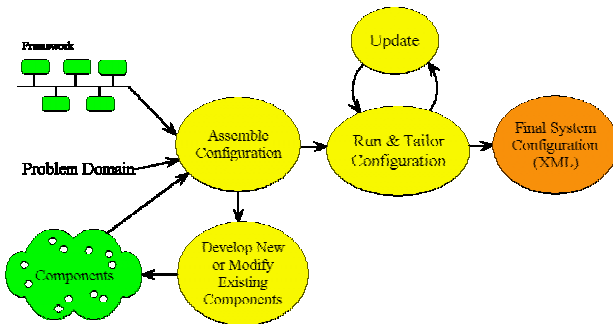 Framework
Update
Assemble
Configuration
Run & Tailor
Configuration
Final System
Configuration
(XML)
Problem Domain
Components
Develop New
or Modify
Existing
Components